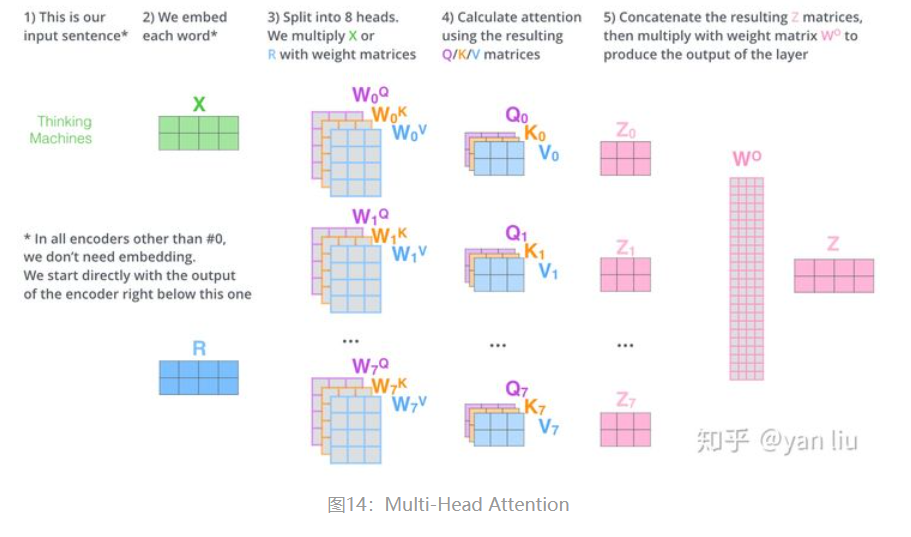 1) This is our
input sentence*
2) We embed
each word*
3) Split into 8 heads.
We multiply X or
R with weight matrices
4) Calculate attention
using the resulting
Q/K/V matrices
5) Concatenate the resulting Z matrices,
then multiply with weight matrix Wᴼ to
produce the output of the layer
Thinking
Machines
X
W₀Q
W₀K
W₀V
Q₀
K₀
V₀
Z₀
Wᴼ
* In all encoders other than #0,
we don't need embedding.
We start directly with the output
of the encoder right below this one
W₁Q
W₁K
W₁V
Q₁
K₁
V₁
Z₁
Z
...
...
...
R
W₇Q
W₇K
W₇V
Q₇
K₇
V₇
Z₇
知乎 @yan liu
图14：Multi-Head Attention